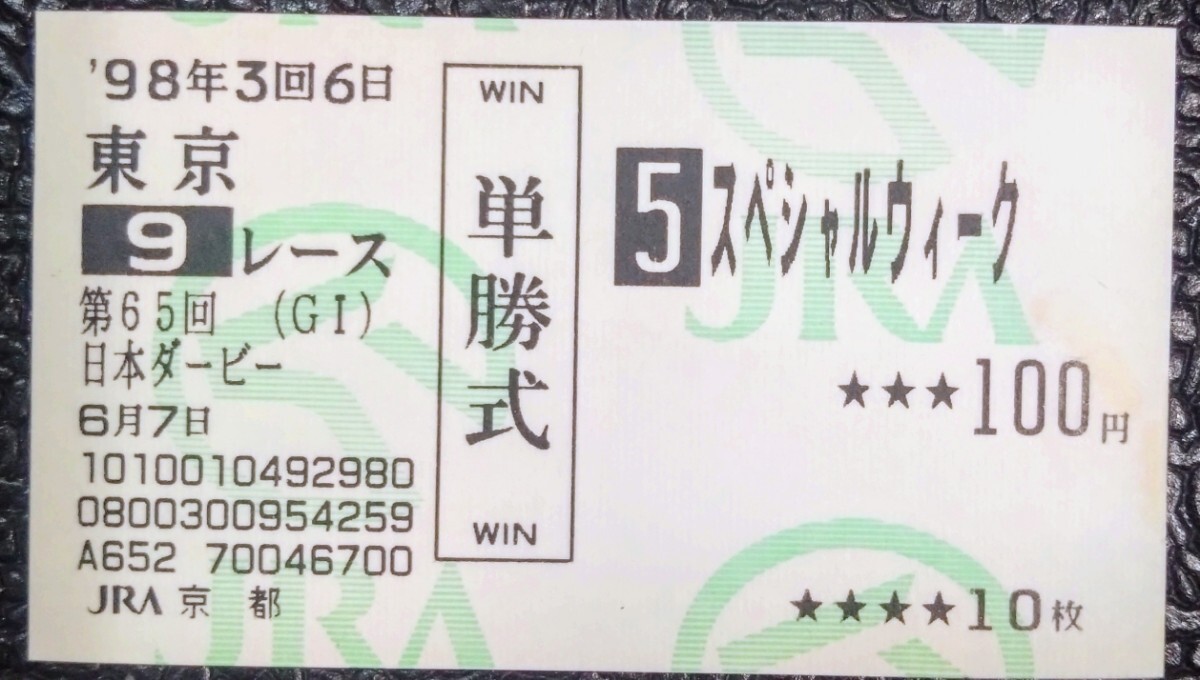 '98年3回6日
東京
9レース
第65回 (GI)
日本ダービー
6月7日
1010010492980
0800300954259
A652 70046700
JRA 京 都
WIN
単勝式
WIN
5スペシャルウィーク
★★★100円
★★★★10枚
JRA
JRA